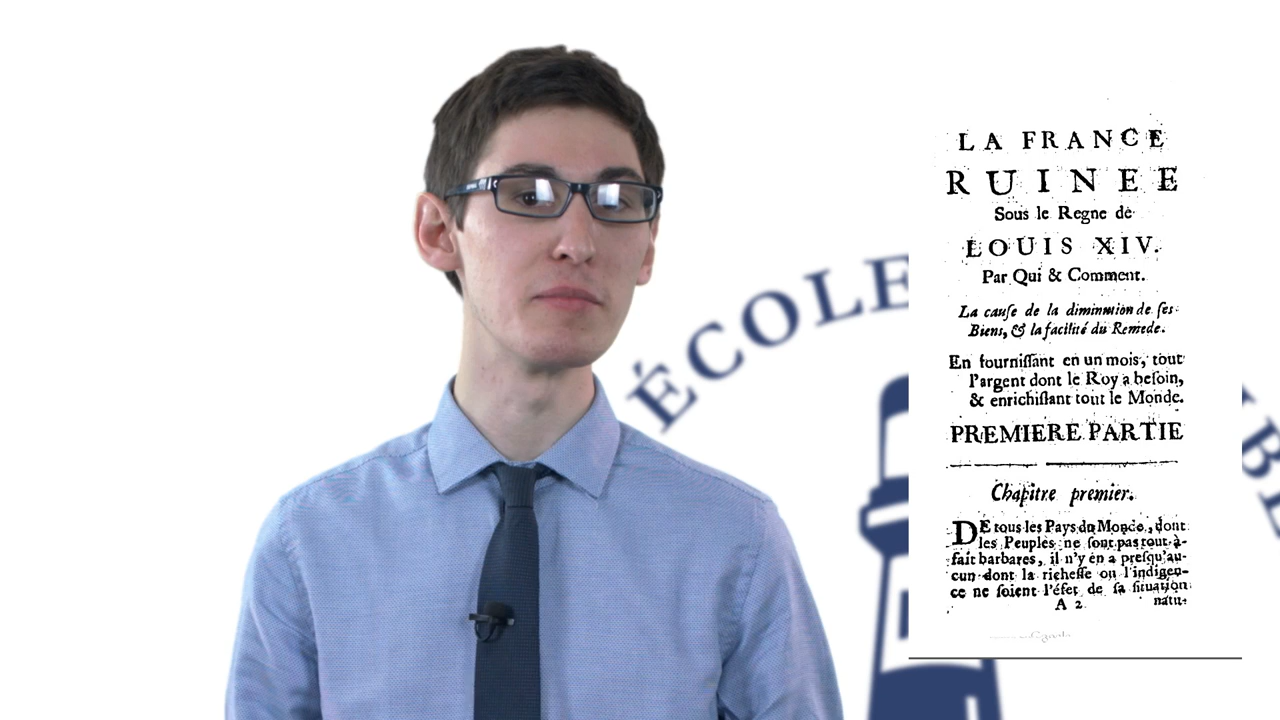 ÉCOLE
IBE
LA FRANCE
RUINEE
Sous le Regne de
LOUIS XIV.
Par Qui & Comment.
La cauſe de la diminution de ſes
Biens, & la facilité du Remede.
En fourniſſant en un mois, tout
l'argent dont le Roy a beſoin,
& enrichiſſant tout le Monde.
PREMIERE PARTIE
Chapitre premier.
DE tous les Pays du Monde, dont
les Peuples ne ſont pas tout-à-
fait barbares, il n'y en a preſqu'au-
cun dont la richeſſe ou l'indigen-
ce ne ſoient l'éfet de ſa ſituation
A 2 natu-